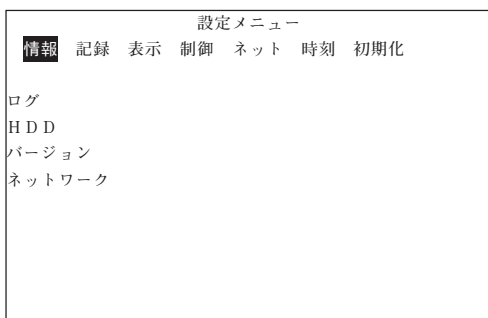 設定メニュー
情報 記録 表示 制御 ネット 時刻 初期化
ログ
ＨＤＤ
バージョン
ネットワーク